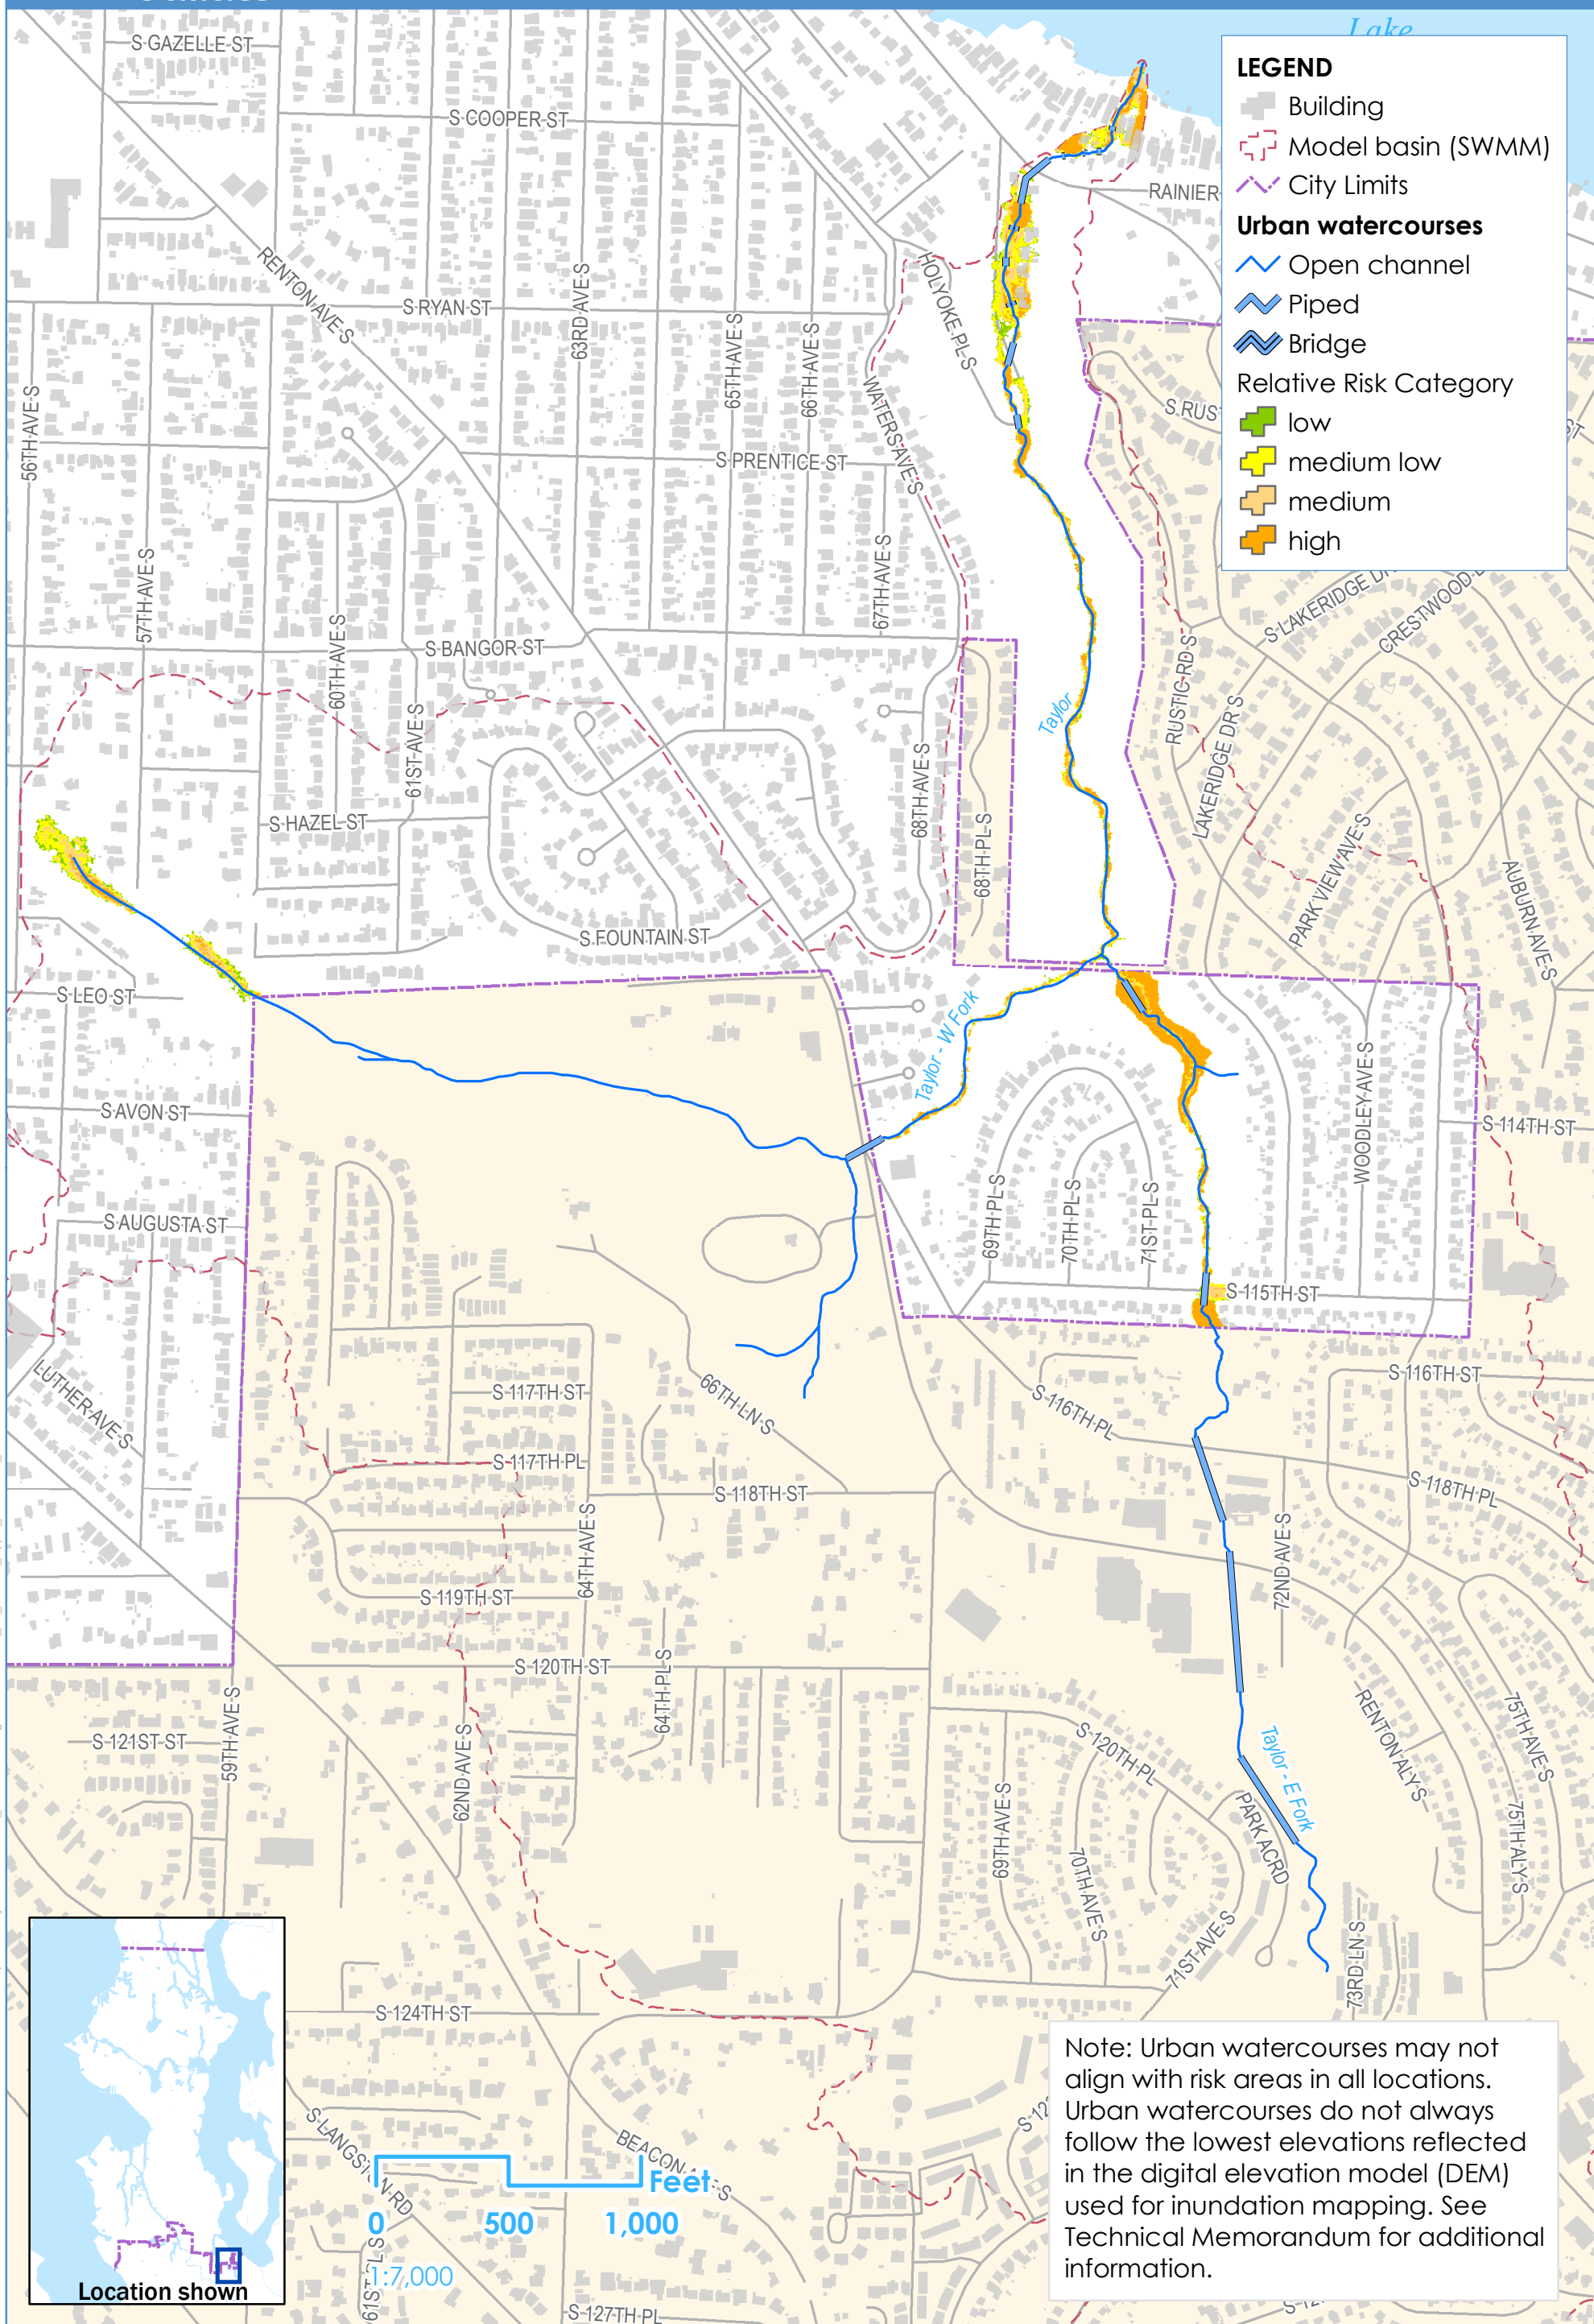 Lake
LEGEND
Building
Model basin (SWMM)
City Limits
Urban watercourses
Open channel
Piped
Bridge
Relative Risk Category
low
medium low
medium
high
S GAZELLE ST
S COOPER ST
RAINIER
RENTON AVE S
S RYAN ST
63RD AVE S
65TH AVE S
66TH AVE S
HOLYOKE PL S
WATERS AVE S
56TH AVE S
S RUS
ST
S PRENTICE ST
57TH AVE S
67TH AVE S
60TH AVE S
S BANGOR ST
61ST AVE S
S LAKERIDGE DR
CRESTWOOD
RUSTIC RD S
LAKERIDGE DR S
Taylor
68TH AVE S
68TH PL S
S HAZEL ST
PARK VIEW AVE S
AUBURN AVE S
S FOUNTAIN ST
S LEO ST
Taylor - W Fork
WOODLEY AVE S
S AVON ST
S 114TH ST
S AUGUSTA ST
69TH PL S
70TH PL S
71ST PL S
S 115TH ST
LUTHER AVE S
S 117TH ST
66TH LN S
S 116TH PL
S 116TH ST
S 117TH PL
S 118TH ST
S 118TH PL
64TH AVE S
72ND AVE S
S 119TH ST
S 120TH ST
64TH PL S
59TH AVE S
S 121ST ST
62ND AVE S
S 120TH PL
Taylor - E Fork
RENTON ALY S
75TH AVE S
69TH AVE S
70TH AVE S
PARK ACRD
75TH ALY S
71ST AVE S
73RD LN S
S 124TH ST
S LANGSTON RD
BEACON AVE S
S 12
61ST PL S
S 127TH PL
S 12
Feet
0 500 1,000
1:7,000
Location shown
Note: Urban watercourses may not
align with risk areas in all locations.
Urban watercourses do not always
follow the lowest elevations reflected
in the digital elevation model (DEM)
used for inundation mapping. See
Technical Memorandum for additional
information.